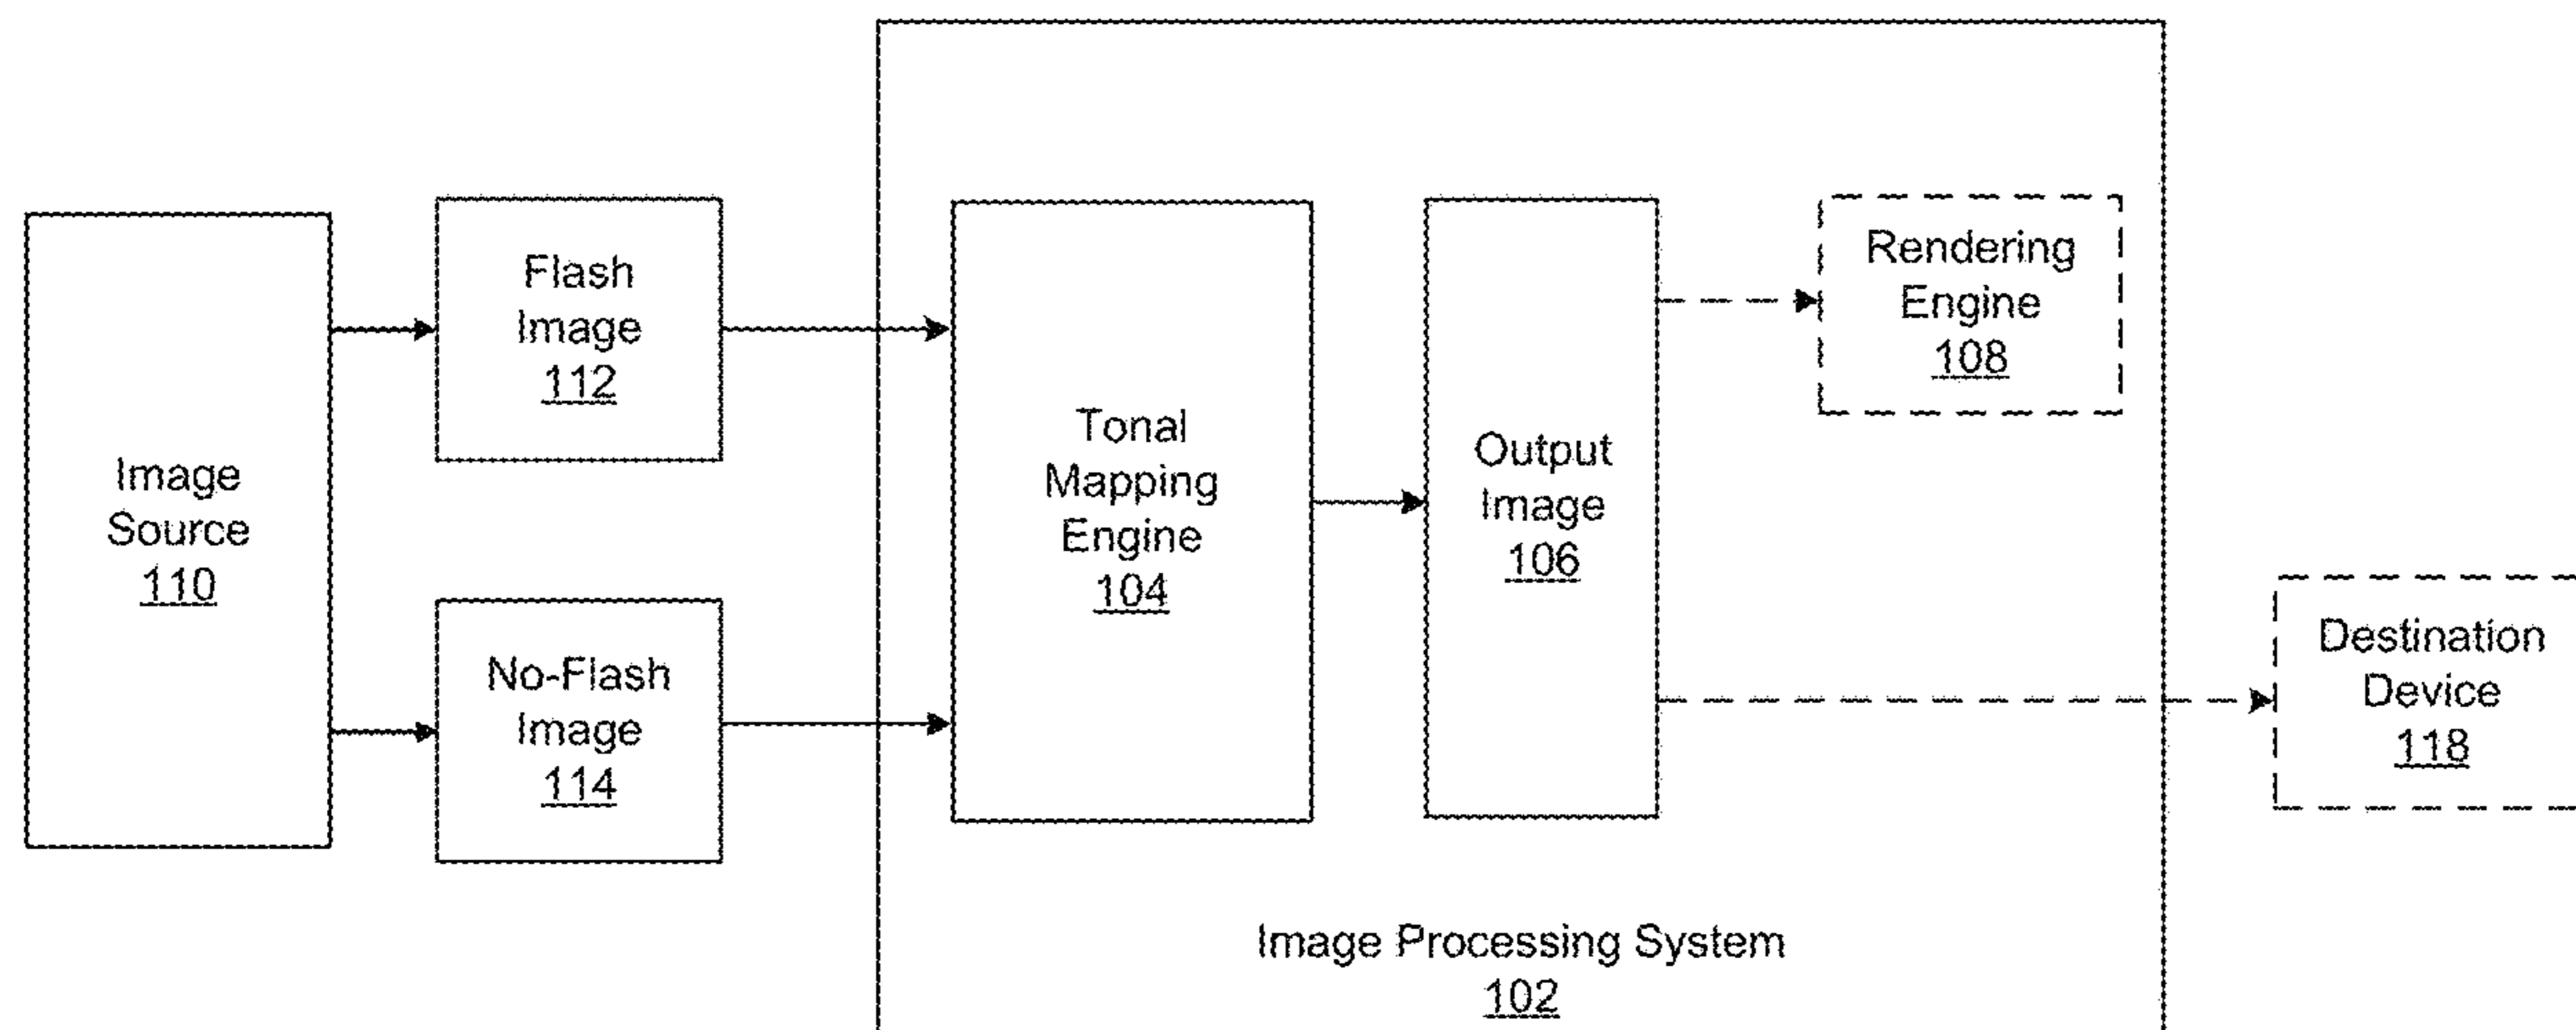 Image
Source
110
Flash
Image
112
No-Flash
Image
114
Tonal
Mapping
Engine
104
Output
Image
106
Rendering
Engine
108
Destination
Device
118
Image Processing System
102